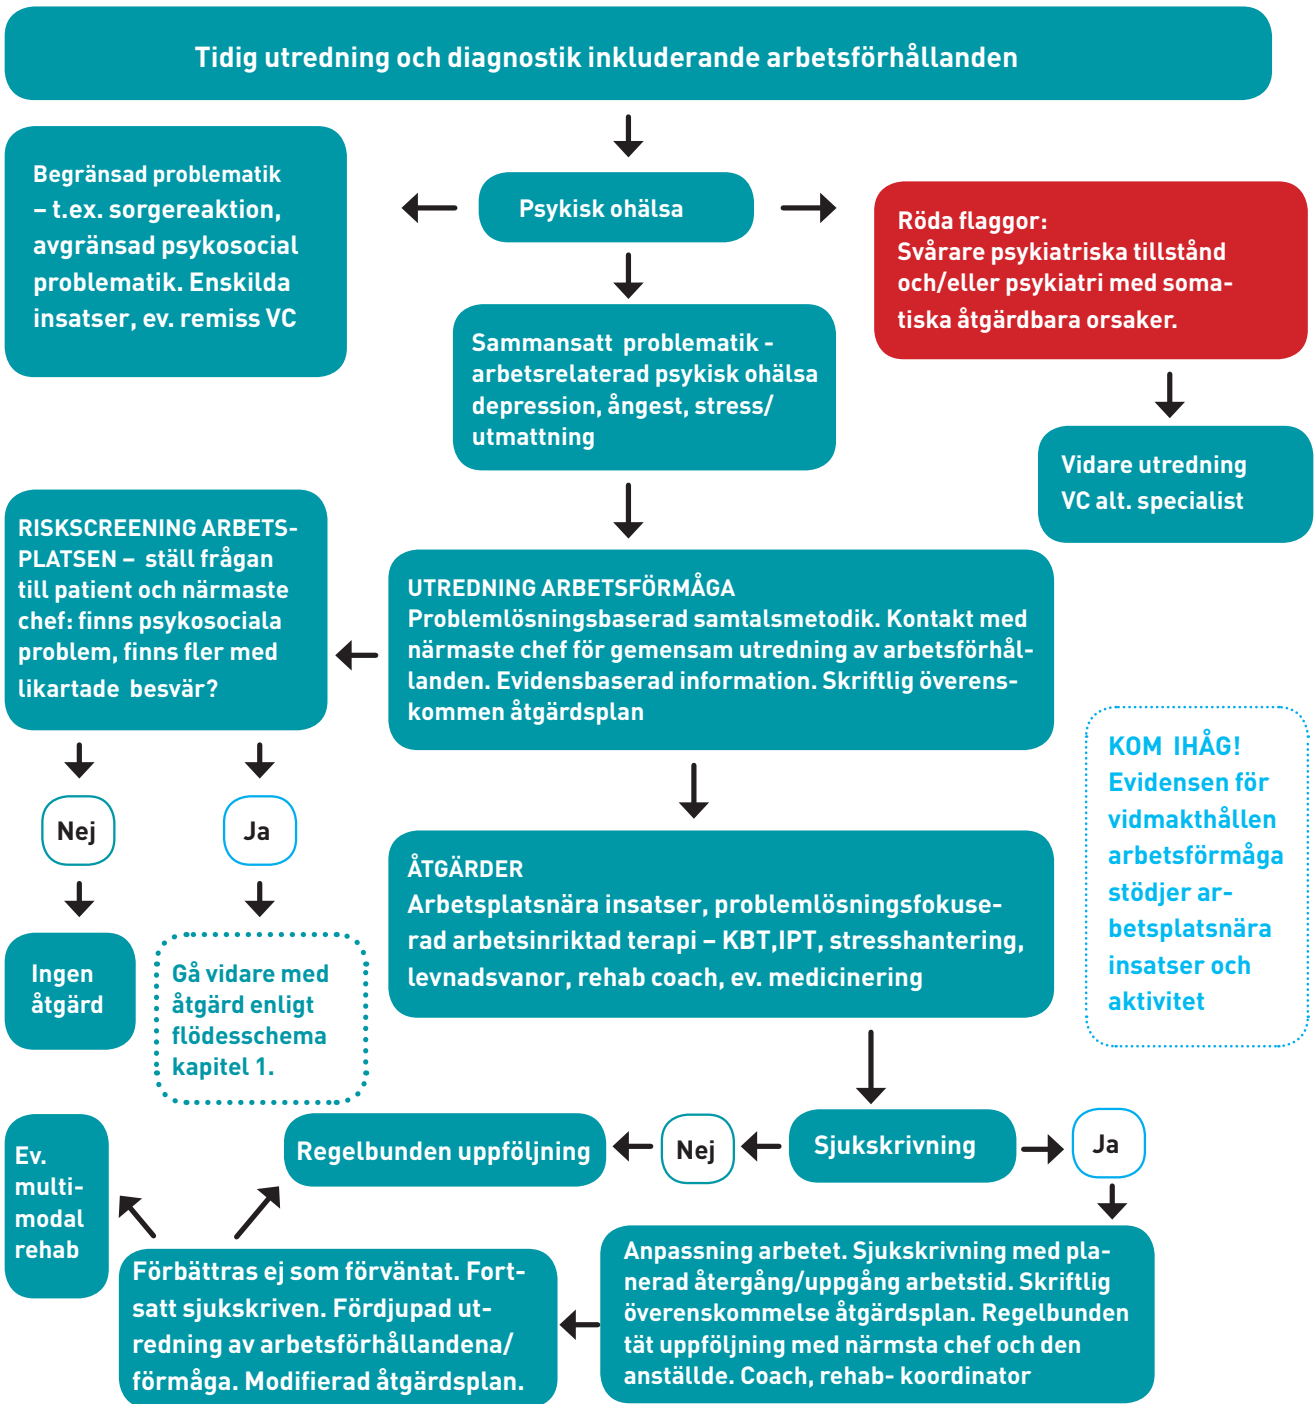 Tidig utredning och diagnostik inkluderande arbetsförhållanden
Begränsad problematik
– t.ex. sorgereaktion,
avgränsad psykosocial
problematik. Enskilda
insatser, ev. remiss VC
Psykisk ohälsa
Röda flaggor:
Svårare psykiatriska tillstånd
och/eller psykiatri med soma-
tiska åtgärdbara orsaker.
Sammansatt problematik -
arbetsrelaterad psykisk ohälsa
depression, ångest, stress/
utmattning
Vidare utredning
VC alt. specialist
RISKSCREENING ARBETS-
PLATSEN – ställ frågan
till patient och närmaste
chef: finns psykosociala
problem, finns fler med
likartade besvär?
UTREDNING ARBETSFÖRMÅGA
Problemlösningsbaserad samtalsmetodik. Kontakt med
närmaste chef för gemensam utredning av arbetsförhål-
landen. Evidensbaserad information. Skriftlig överens-
kommen åtgärdsplan
KOM IHÅG!
Evidensen för
vidmakthållen
arbetsförmåga
stödjer ar-
betsplatsnära
insatser och
aktivitet
Nej
Ja
ÅTGÄRDER
Arbetsplatsnära insatser, problemlösningsfokuse-
rad arbetsinriktad terapi – KBT,IPT, stresshantering,
levnadsvanor, rehab coach, ev. medicinering
Ingen
åtgärd
Gå vidare med
åtgärd enligt
flödesschema
kapitel 1.
Ev.
multi-
modal
rehab
Regelbunden uppföljning
Nej
Sjukskrivning
Ja
Förbättras ej som förväntat. Fort-
satt sjukskriven. Fördjupad ut-
redning av arbetsförhållandena/
förmåga. Modifierad åtgärdsplan.
Anpassning arbetet. Sjukskrivning med pla-
nerad återgång/uppgång arbetstid. Skriftlig
överenskommelse åtgärdsplan. Regelbunden
tät uppföljning med närmsta chef och den
anställde. Coach, rehab- koordinator